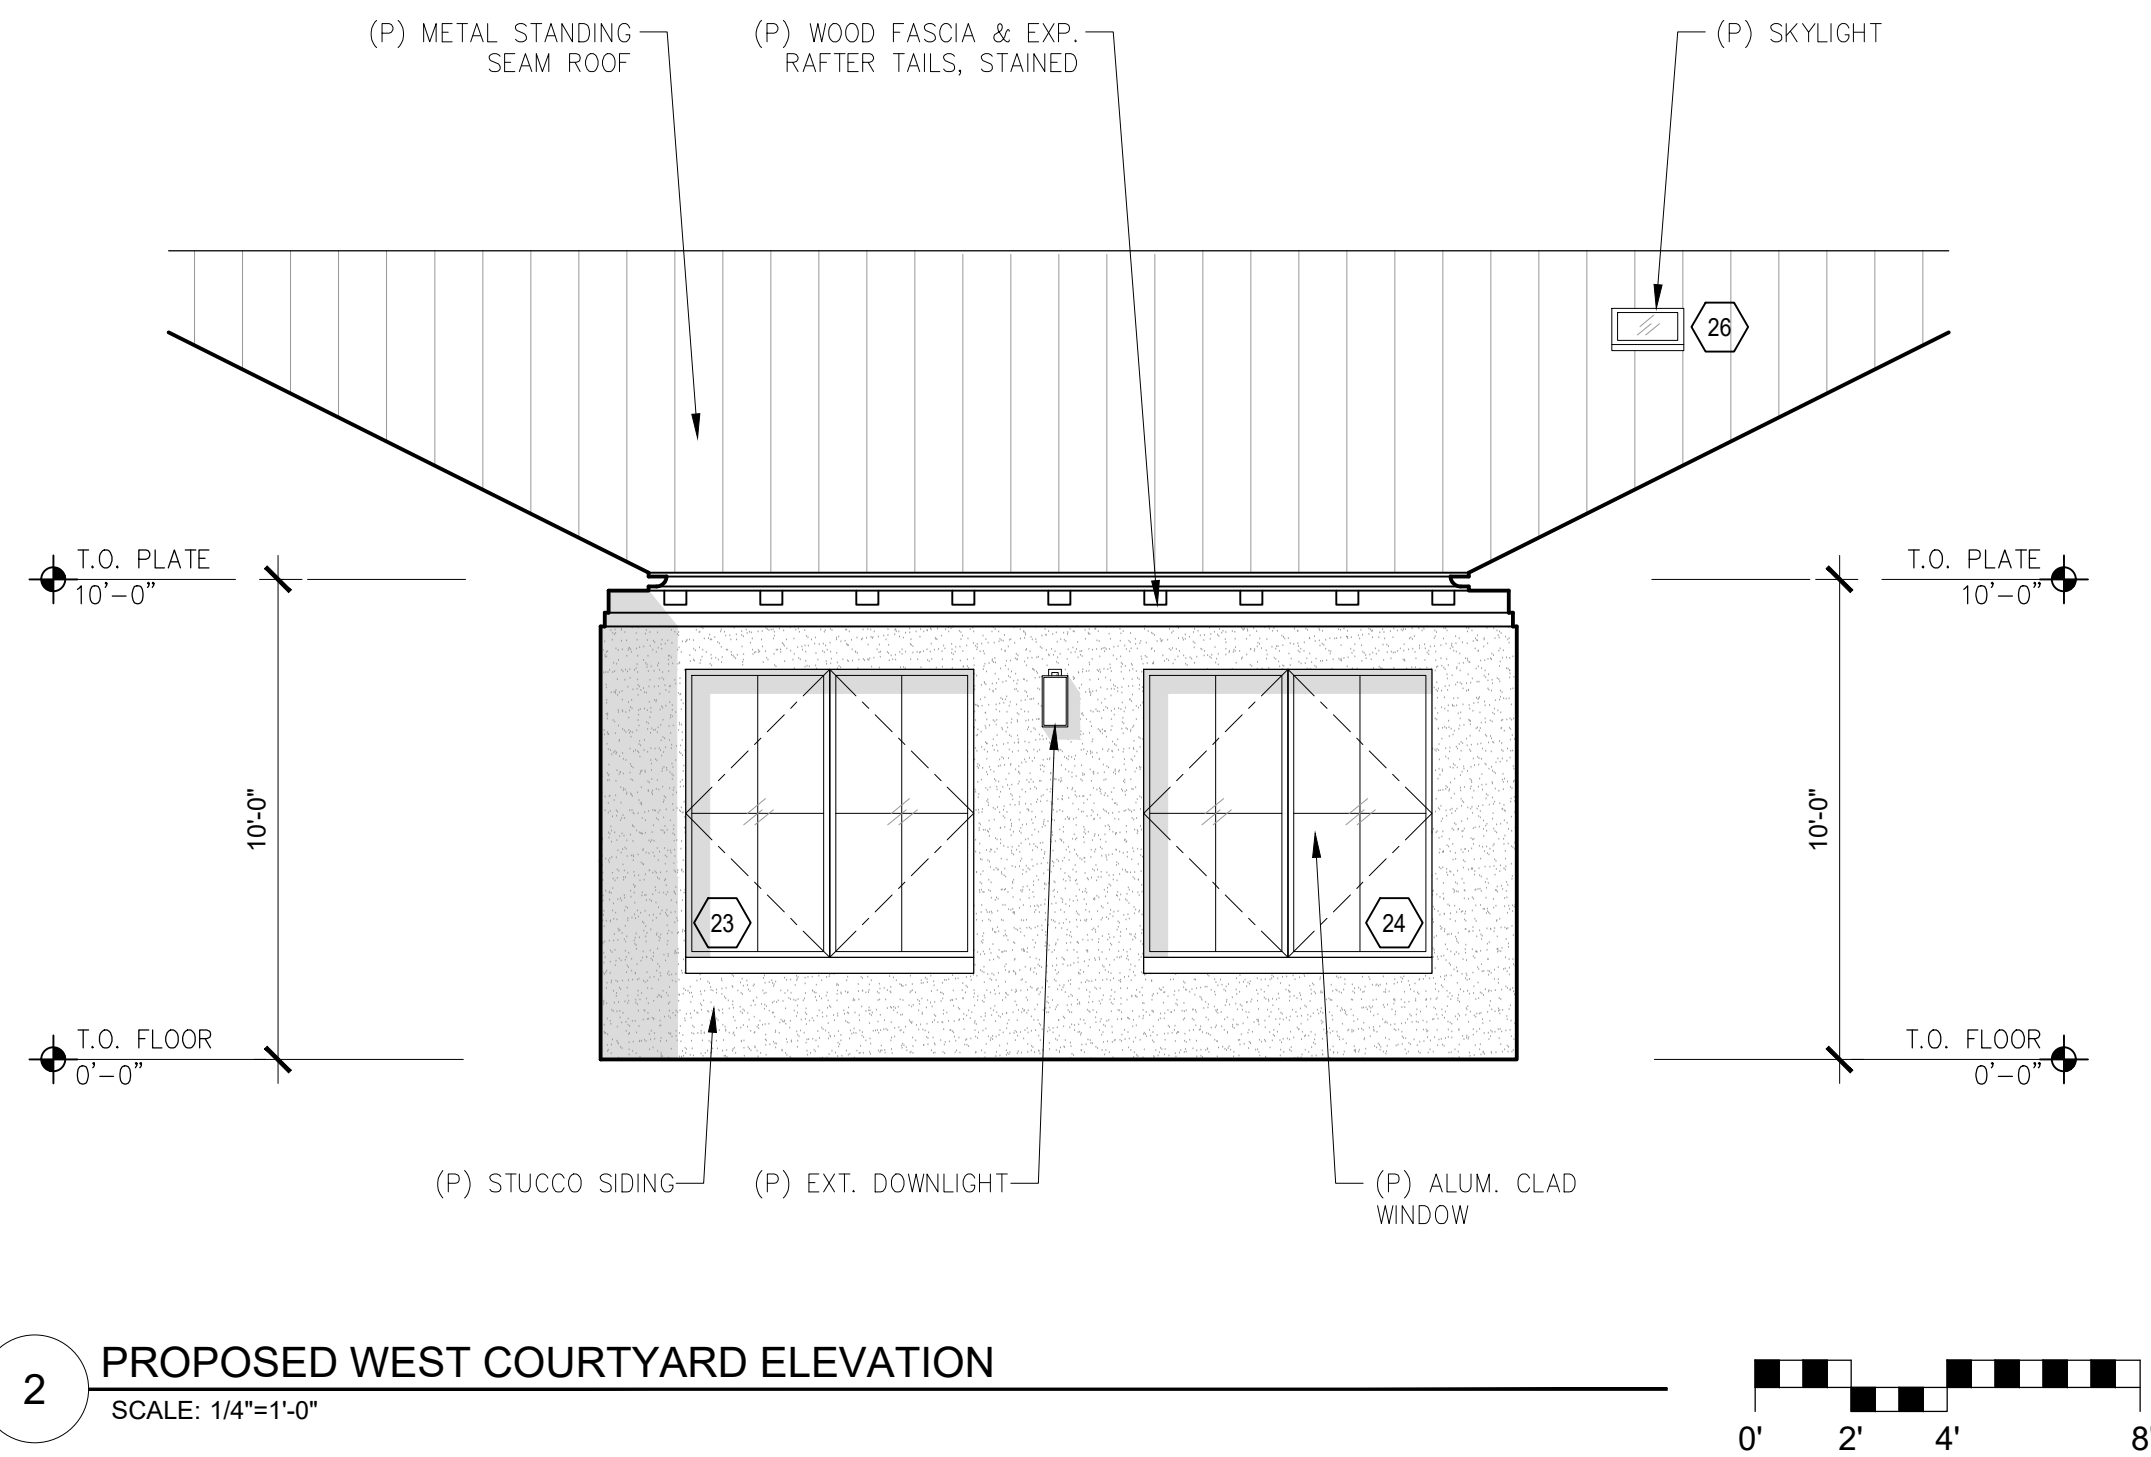 (P) METAL STANDING
SEAM ROOF
(P) WOOD FASCIA & EXP.
RAFTER TAILS, STAINED
(P) SKYLIGHT
26
T.O. PLATE
10'-0"
T.O. PLATE
10'-0"
10'-0"
10'-0"
23
24
T.O. FLOOR
0'-0"
T.O. FLOOR
0'-0"
(P) STUCCO SIDING
(P) EXT. DOWNLIGHT
(P) ALUM. CLAD
WINDOW
2
PROPOSED WEST COURTYARD ELEVATION
SCALE: 1/4"=1'-0"
0' 2' 4' 8'